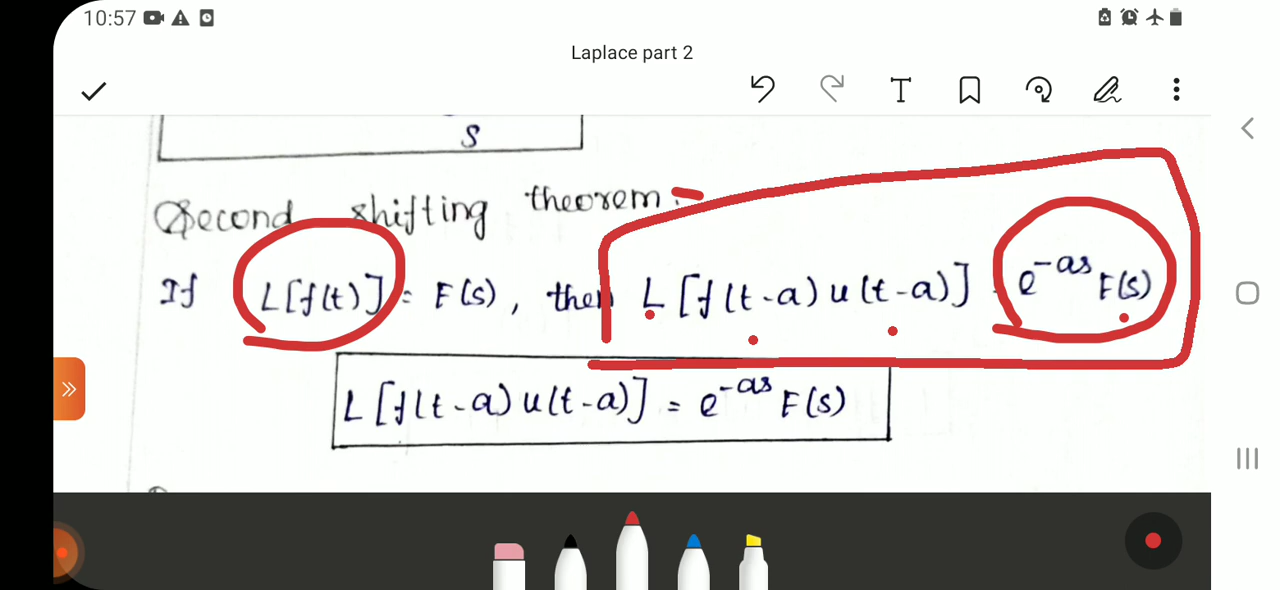 10:57
Laplace part 2
T
S
Second shifting theorem:-
If L[f(t)] = F(s), then L[f(t-a)u(t-a)] = e^-as F(s)
L[f(t-a)u(t-a)] = e^-as F(s)